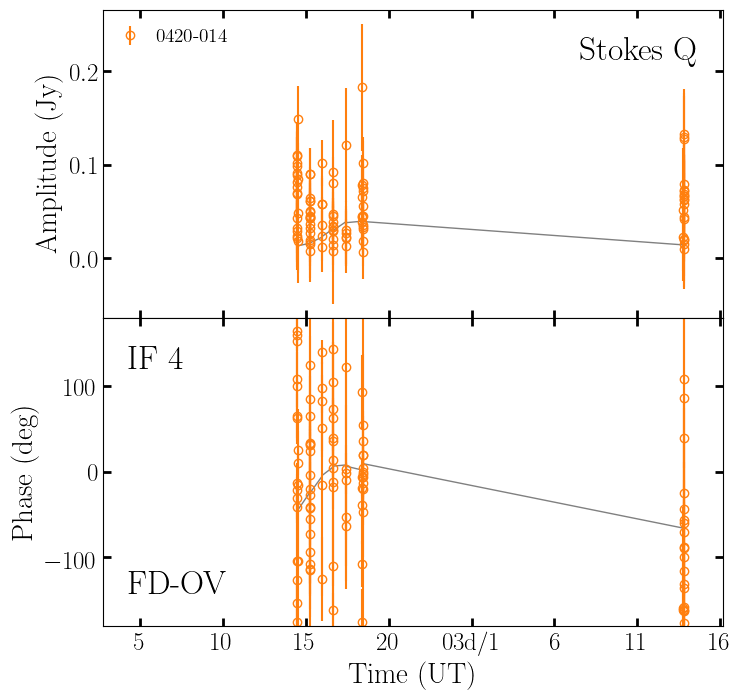 0420-014
Stokes Q
0.2
0.1
0.0
Amplitude (Jy)
IF 4
100
0
−100
Phase (deg)
FD-OV
5 10 15 20 03d/1 6 11 16
Time (UT)